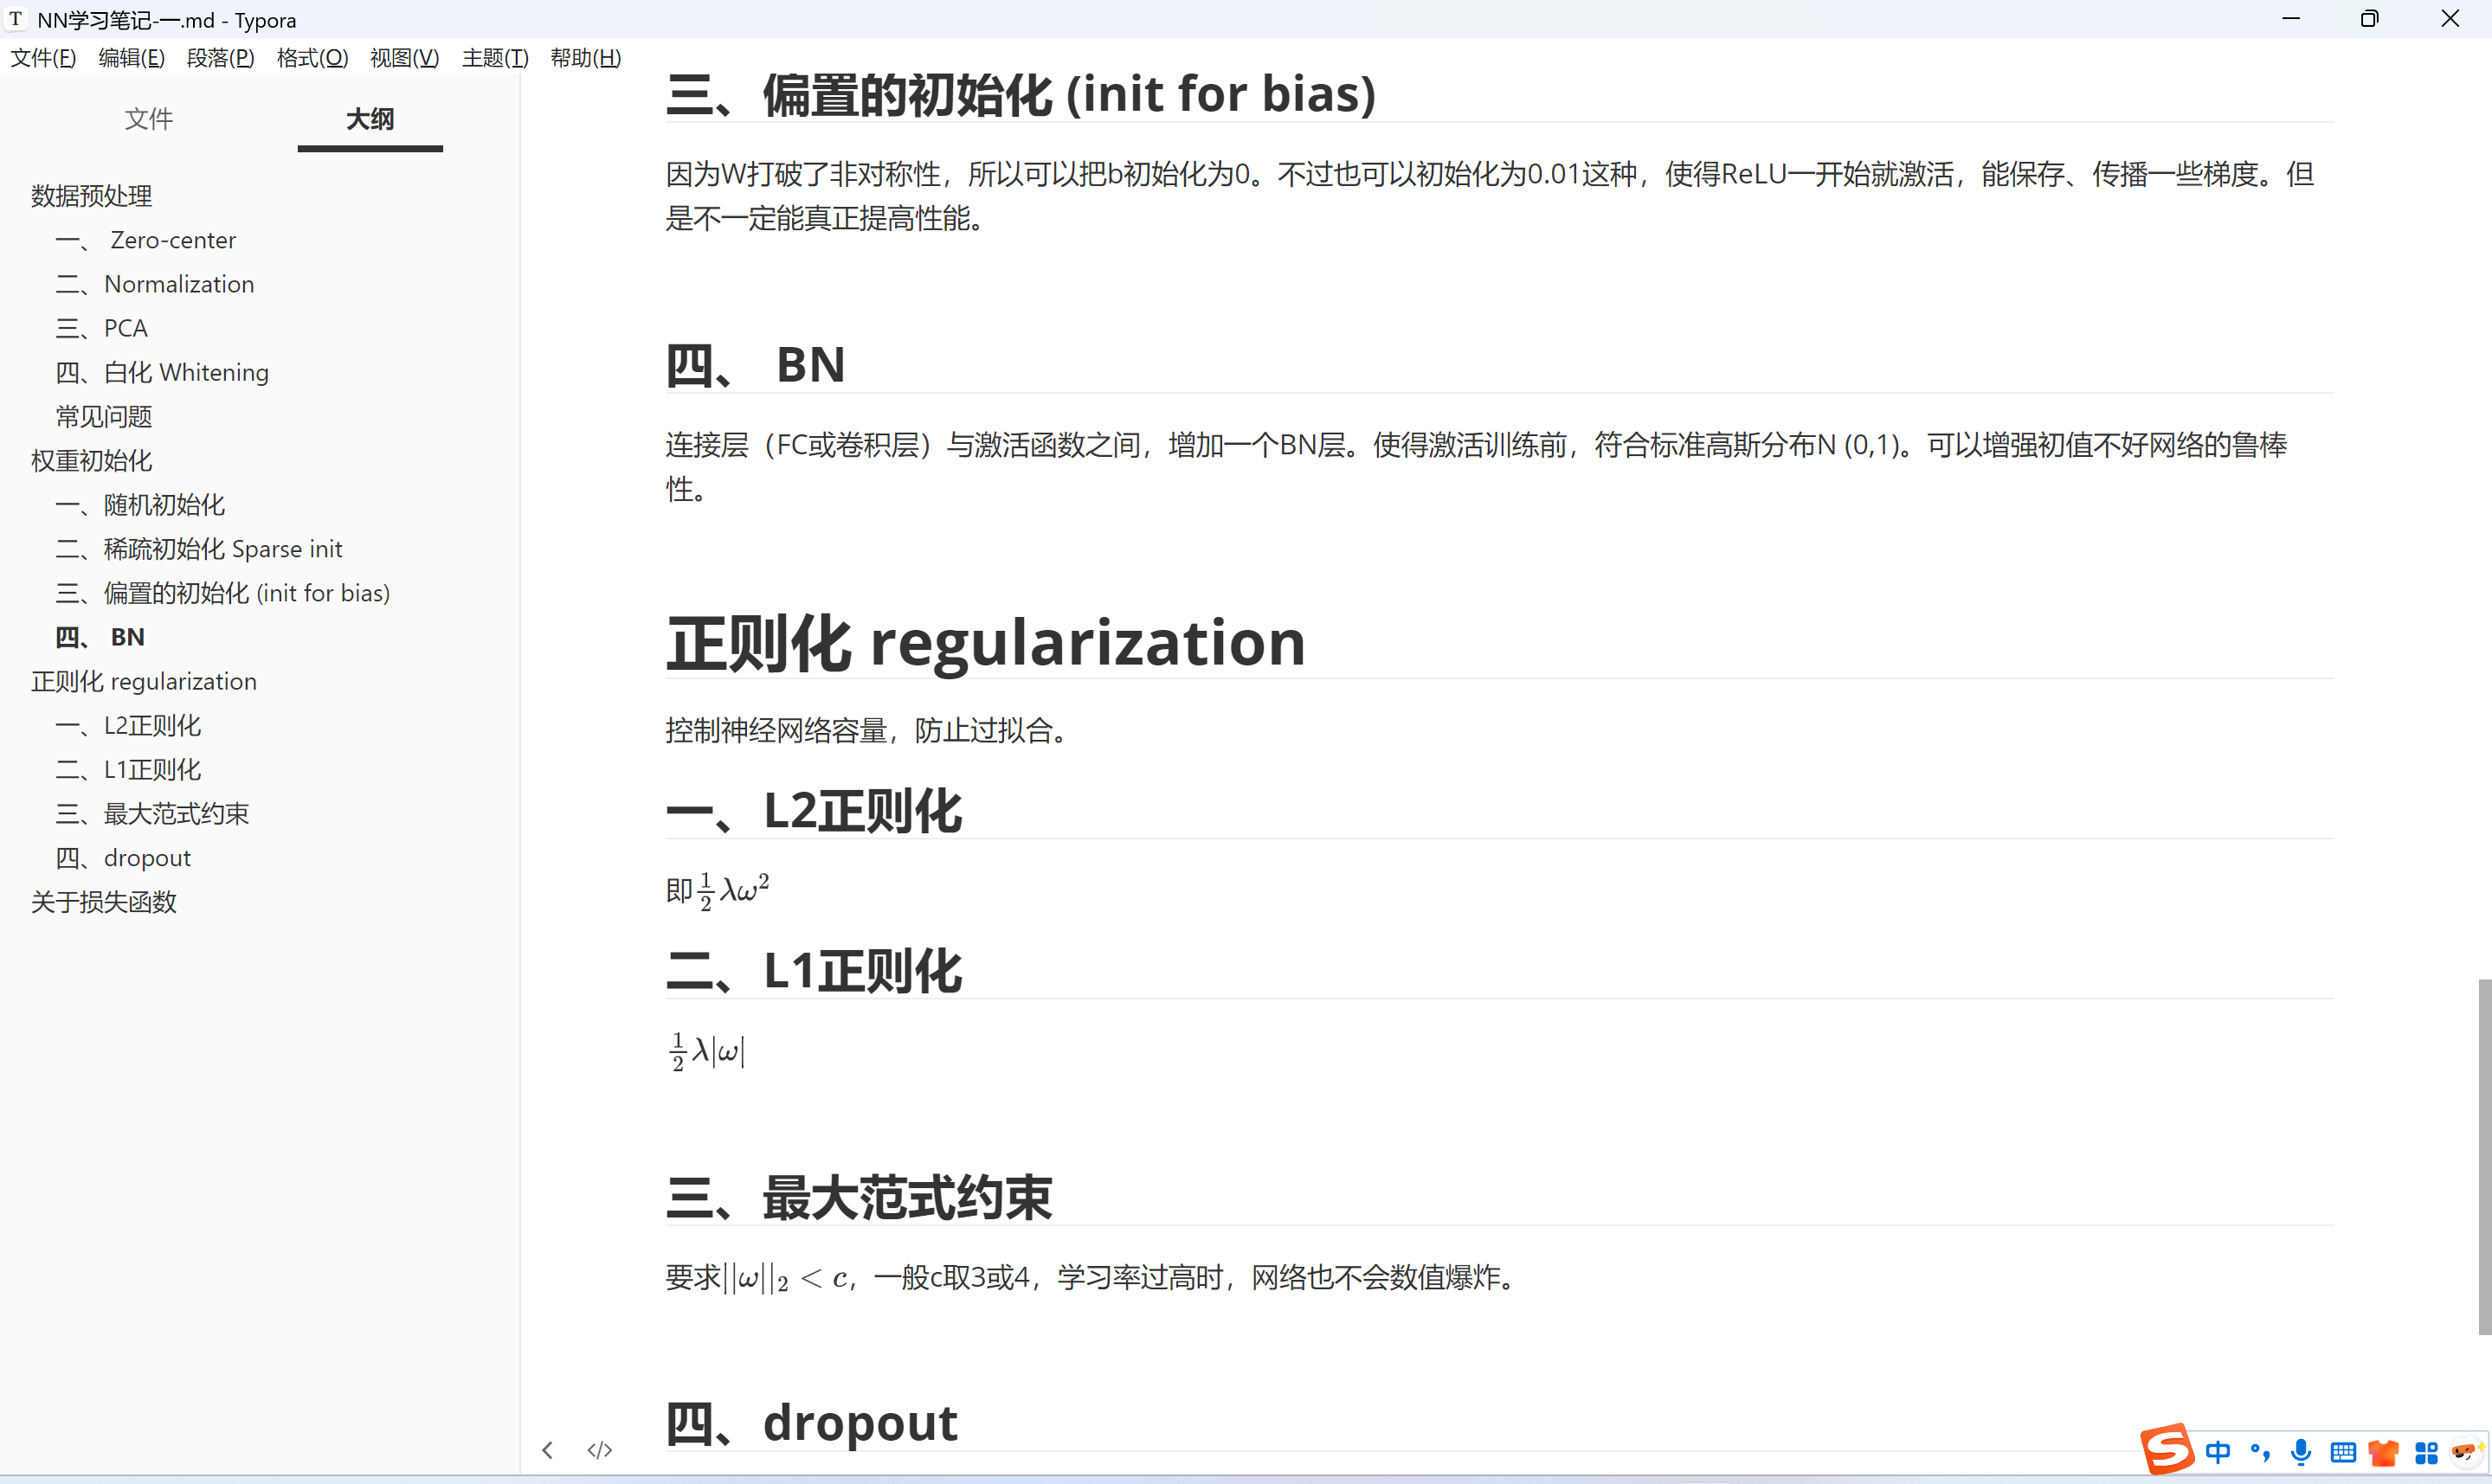 NN学习笔记-一.md - Typora
文件(F) 编辑(E) 段落(P) 格式(O) 视图(V) 主题(T) 帮助(H)
文件 大纲
数据预处理
一、 Zero-center
二、Normalization
三、PCA
四、白化 Whitening
常见问题
权重初始化
一、随机初始化
二、稀疏初始化 Sparse init
三、偏置的初始化 (init for bias)
四、 BN
正则化 regularization
一、L2正则化
二、L1正则化
三、最大范式约束
四、dropout
关于损失函数
三、偏置的初始化 (init for bias)
因为W打破了非对称性，所以可以把b初始化为0。不过也可以初始化为0.01这种，使得ReLU一开始就激活，能保存、传播一些梯度。但
是不一定能真正提高性能。
四、 BN
连接层（FC或卷积层）与激活函数之间，增加一个BN层。使得激活训练前，符合标准高斯分布N (0,1)。可以增强初值不好网络的鲁棒
性。
正则化 regularization
控制神经网络容量，防止过拟合。
一、L2正则化
即$\frac{1}{2}\lambda\omega^2$
二、L1正则化
$\frac{1}{2}\lambda|\omega|$
三、最大范式约束
要求$||\omega||_2 < c$，一般c取3或4，学习率过高时，网络也不会数值爆炸。
四、dropout
中